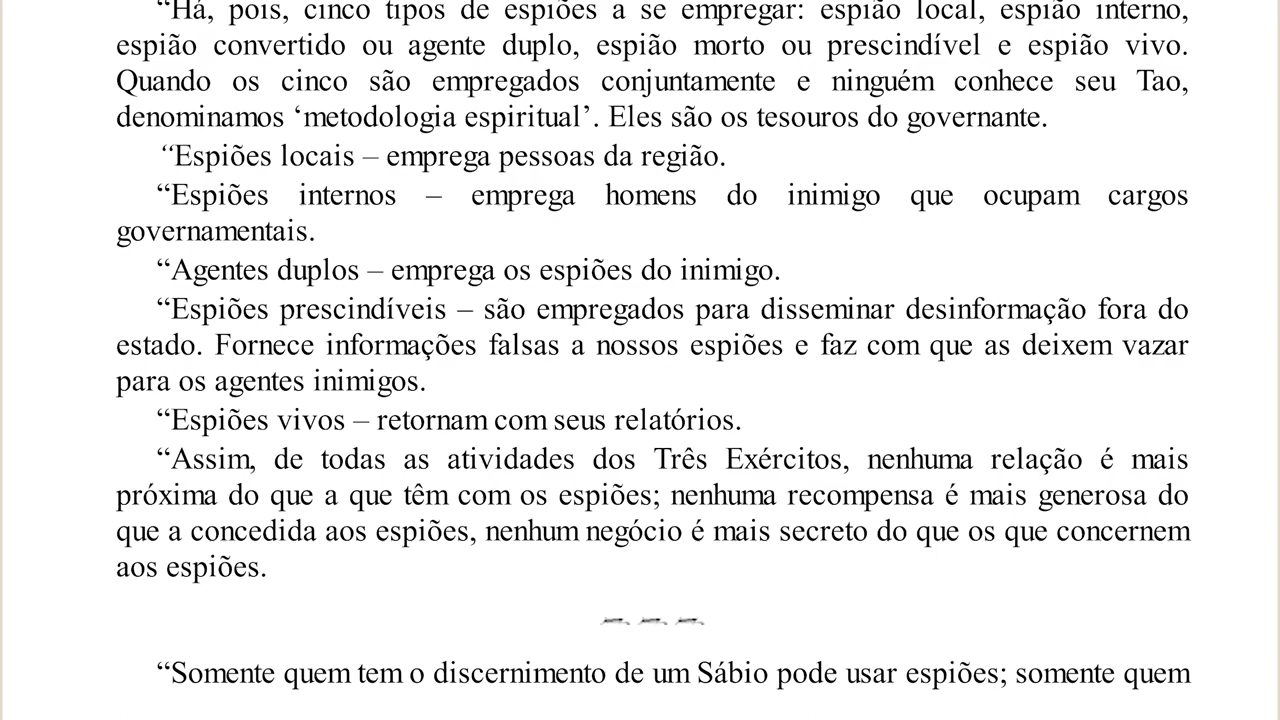 “Há, pois, cinco tipos de espiões a se empregar: espião local, espião interno,
espião convertido ou agente duplo, espião morto ou prescindível e espião vivo.
Quando os cinco são empregados conjuntamente e ninguém conhece seu Tao,
denominamos ‘metodologia espiritual’. Eles são os tesouros do governante.
“Espiões locais – emprega pessoas da região.
“Espiões internos – emprega homens do inimigo que ocupam cargos
governamentais.
“Agentes duplos – emprega os espiões do inimigo.
“Espiões prescindíveis – são empregados para disseminar desinformação fora do
estado. Fornece informações falsas a nossos espiões e faz com que as deixem vazar
para os agentes inimigos.
“Espiões vivos – retornam com seus relatórios.
“Assim, de todas as atividades dos Três Exércitos, nenhuma relação é mais
próxima do que a que têm com os espiões; nenhuma recompensa é mais generosa do
que a concedida aos espiões, nenhum negócio é mais secreto do que os que concernem
aos espiões.
“Somente quem tem o discernimento de um Sábio pode usar espiões; somente quem